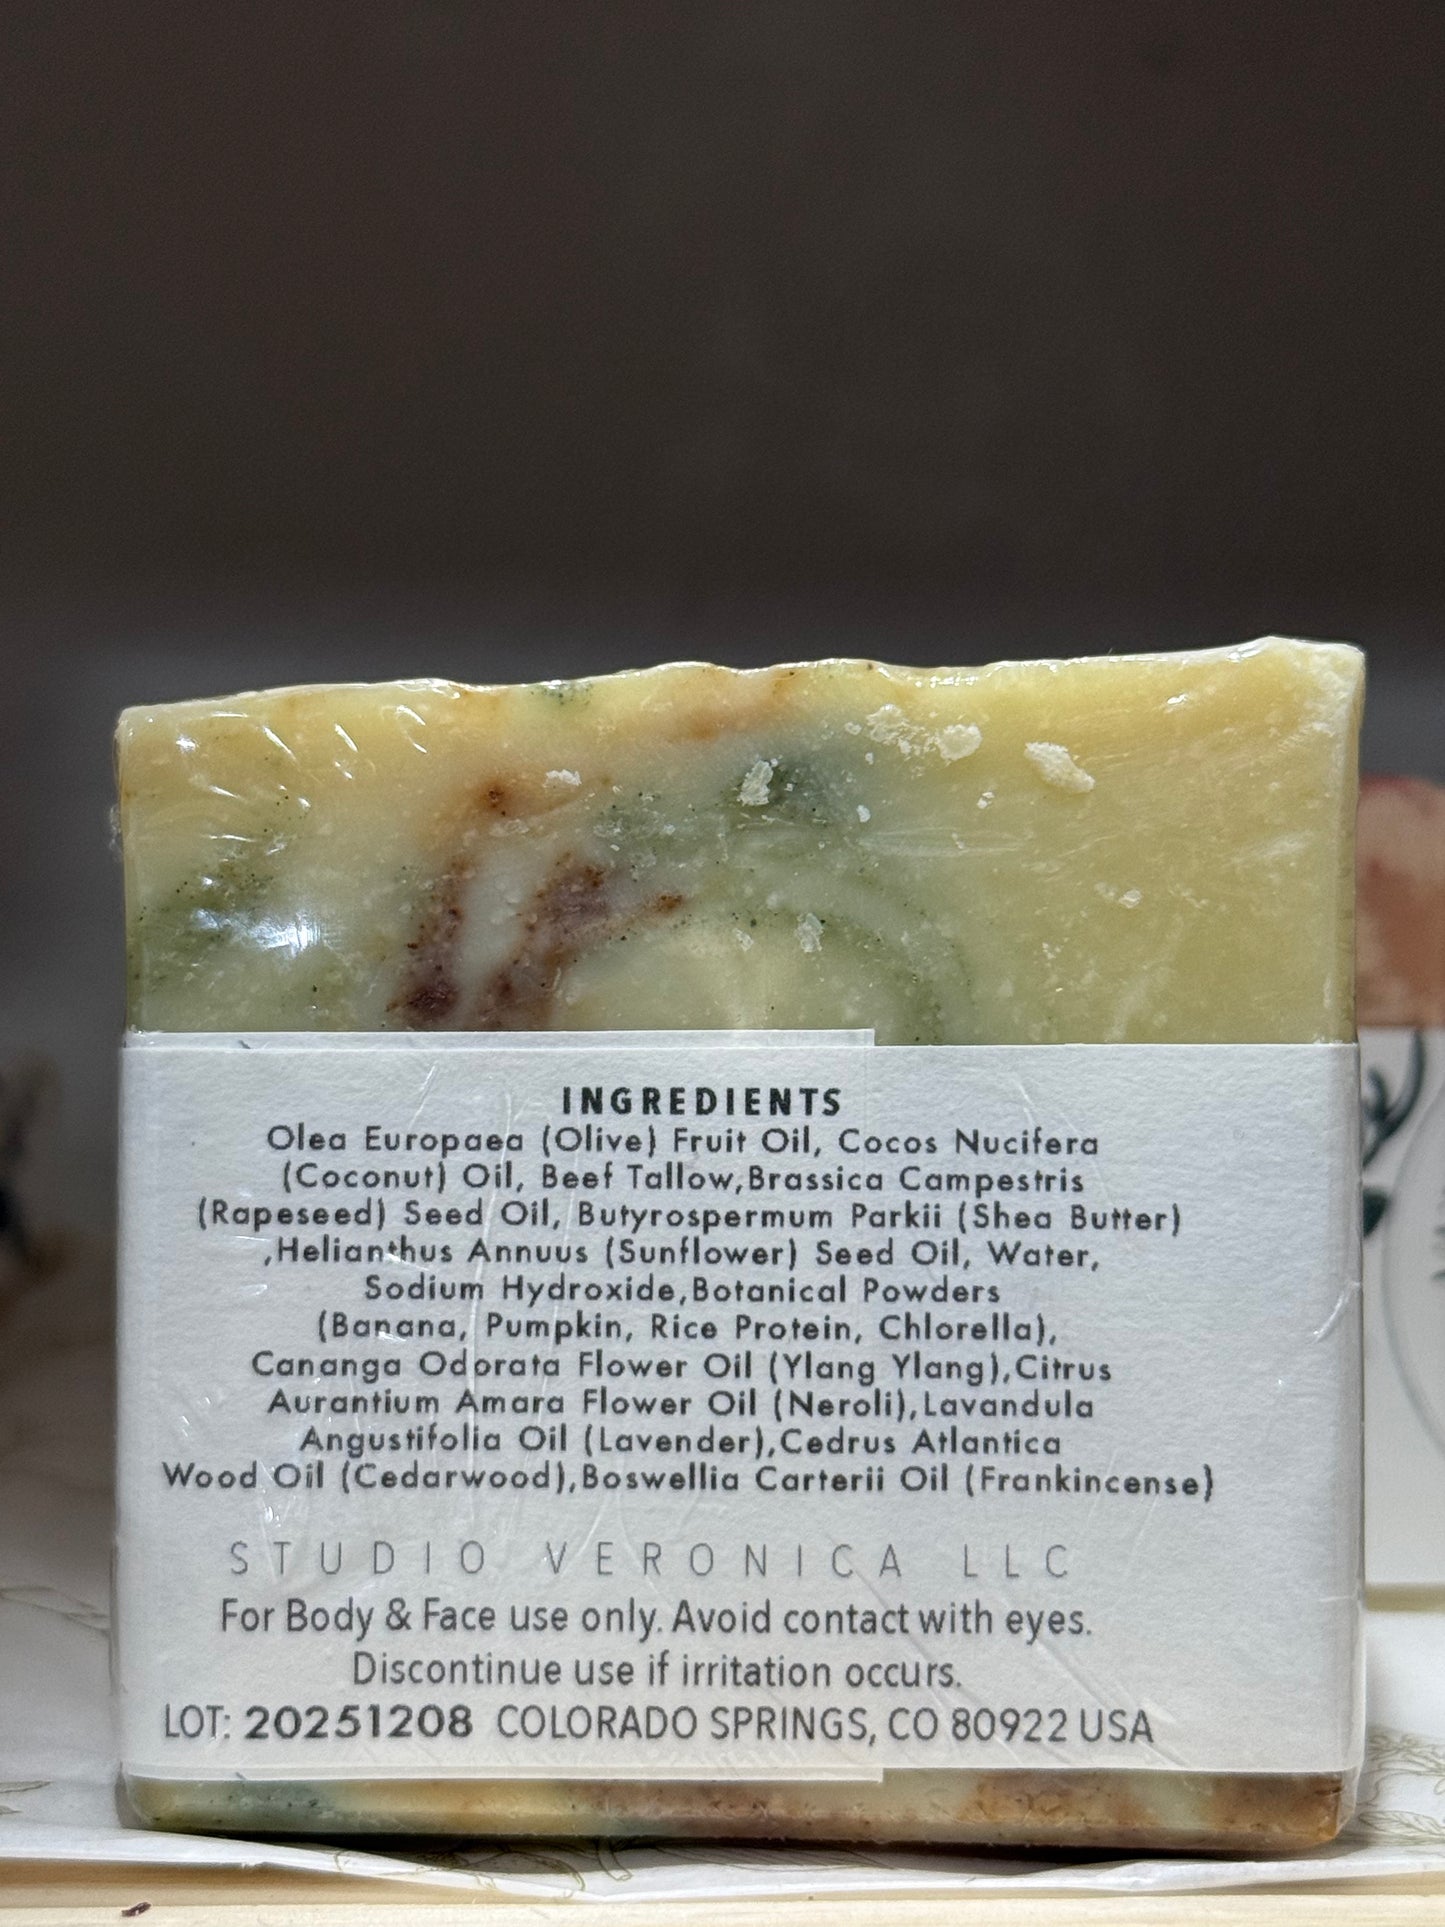 INGREDIENTS
Olea Europaea (Olive) Fruit Oil, Cocos Nucifera
(Coconut) Oil, Beef Tallow,Brassica Campestris
(Rapeseed) Seed Oil, Butyrospermum Parkii (Shea Butter)
,Helianthus Annuus (Sunflower) Seed Oil, Water,
Sodium Hydroxide,Botanical Powders
(Banana, Pumpkin, Rice Protein, Chlorella),
Cananga Odorata Flower Oil (Ylang Ylang),Citrus
Aurantium Amara Flower Oil (Neroli),Lavandula
Angustifolia Oil (Lavender),Cedrus Atlantica
Wood Oil (Cedarwood),Boswellia Carterii Oil (Frankincense)
STUDIO VERONICA LLC
For Body & Face use only. Avoid contact with eyes.
Discontinue use if irritation occurs.
LOT: 20251208 COLORADO SPRINGS, CO 80922 USA